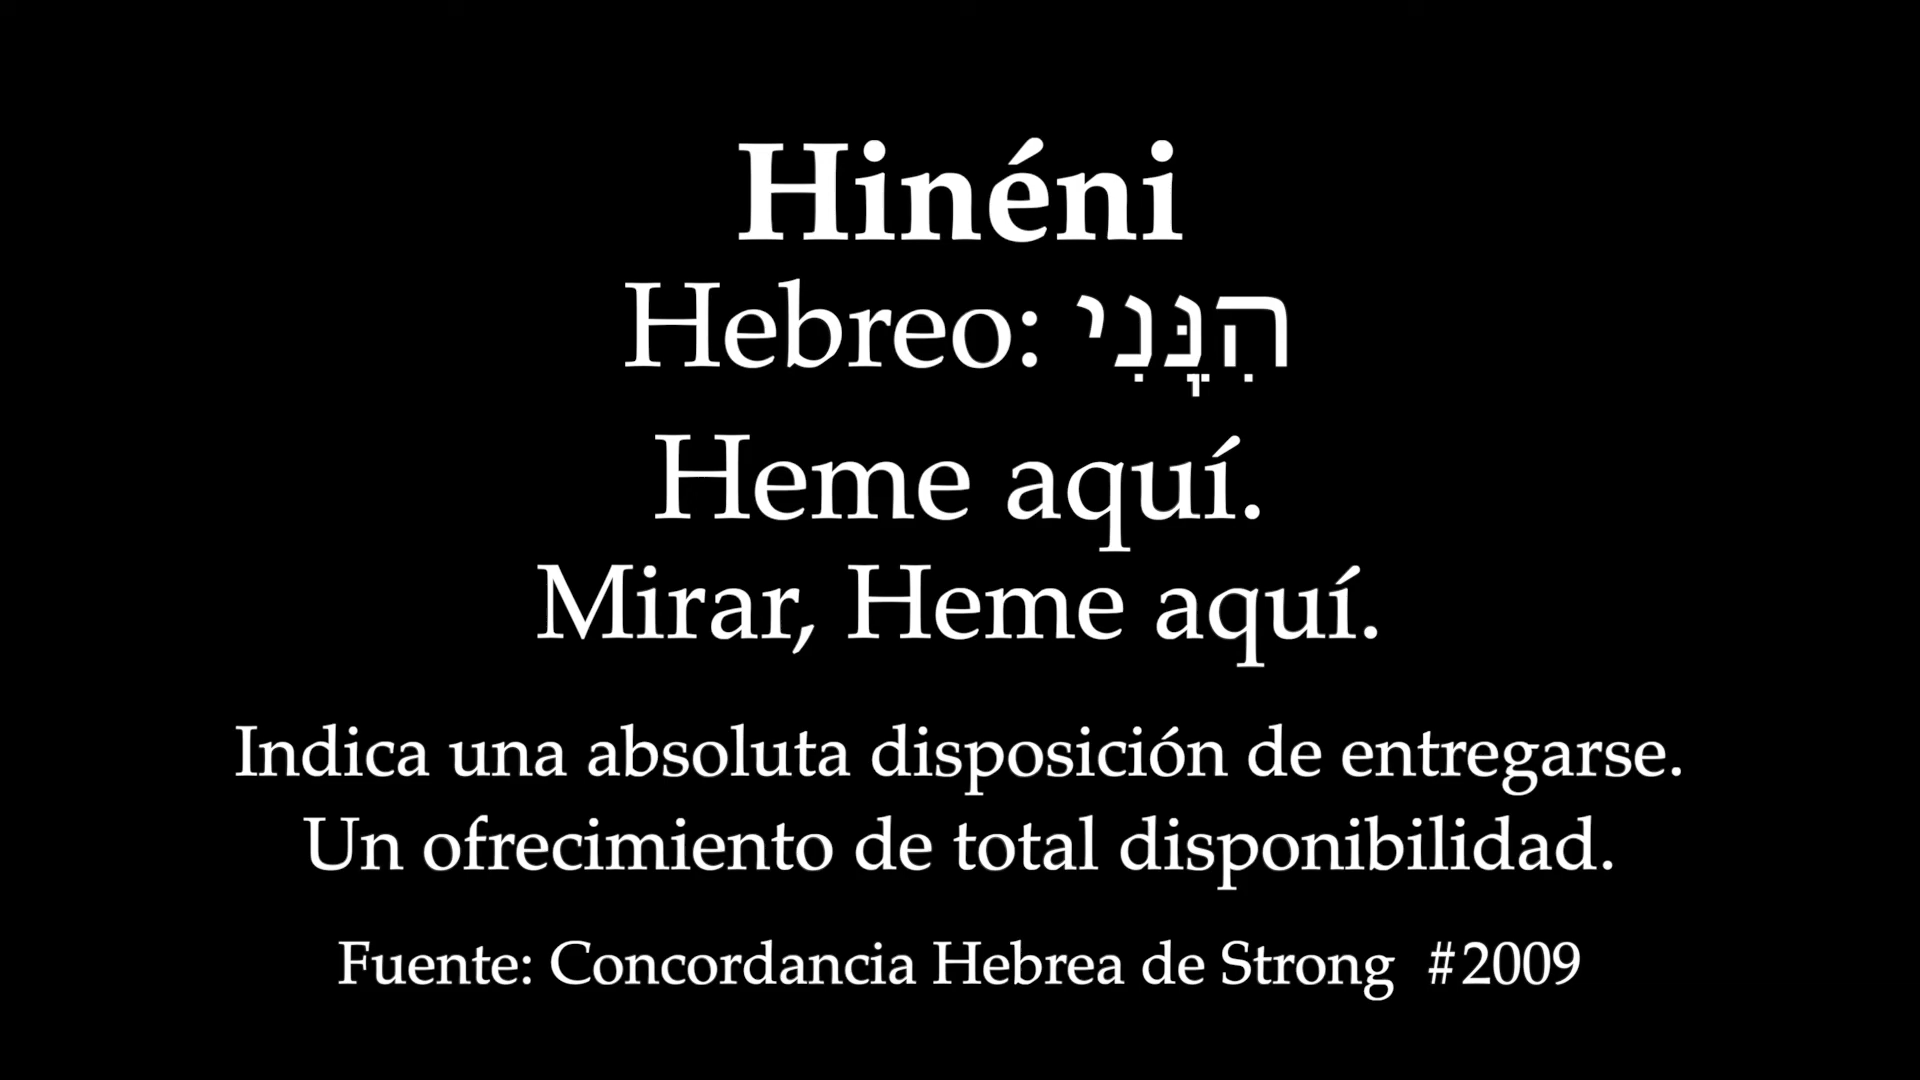 Hinéni
Hebreo: הִנֵּ֫נִי
Heme aquí.
Mirar, Heme aquí.
Indica una absoluta disposición de entregarse.
Un ofrecimiento de total disponibilidad.
Fuente: Concordancia Hebrea de Strong #2009